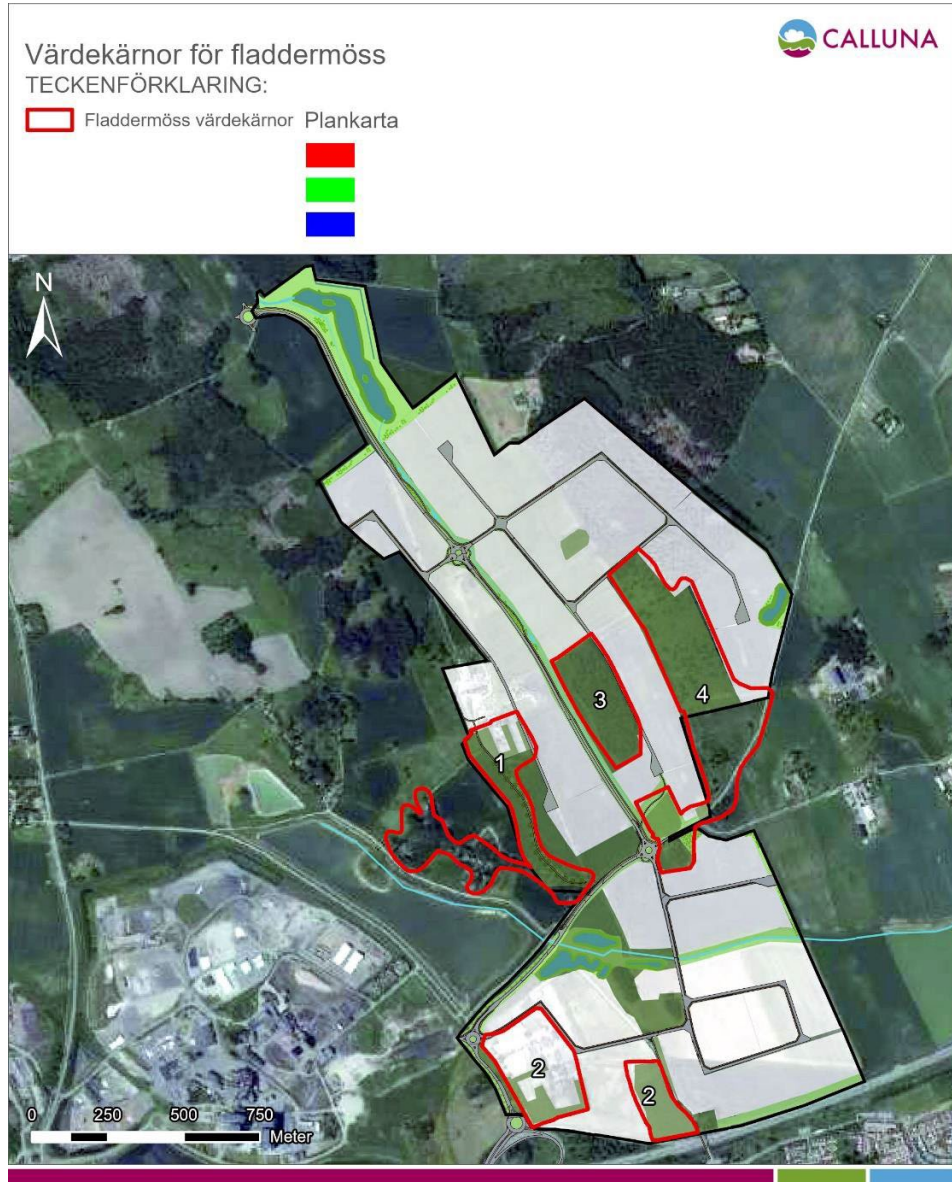 CALLUNA
Värdekärnor för fladdermöss
TECKENFÖRKLARING:
Fladdermöss värdekärnor Plankarta
N
3
4
1
2
2
0 250 500 750
Meter